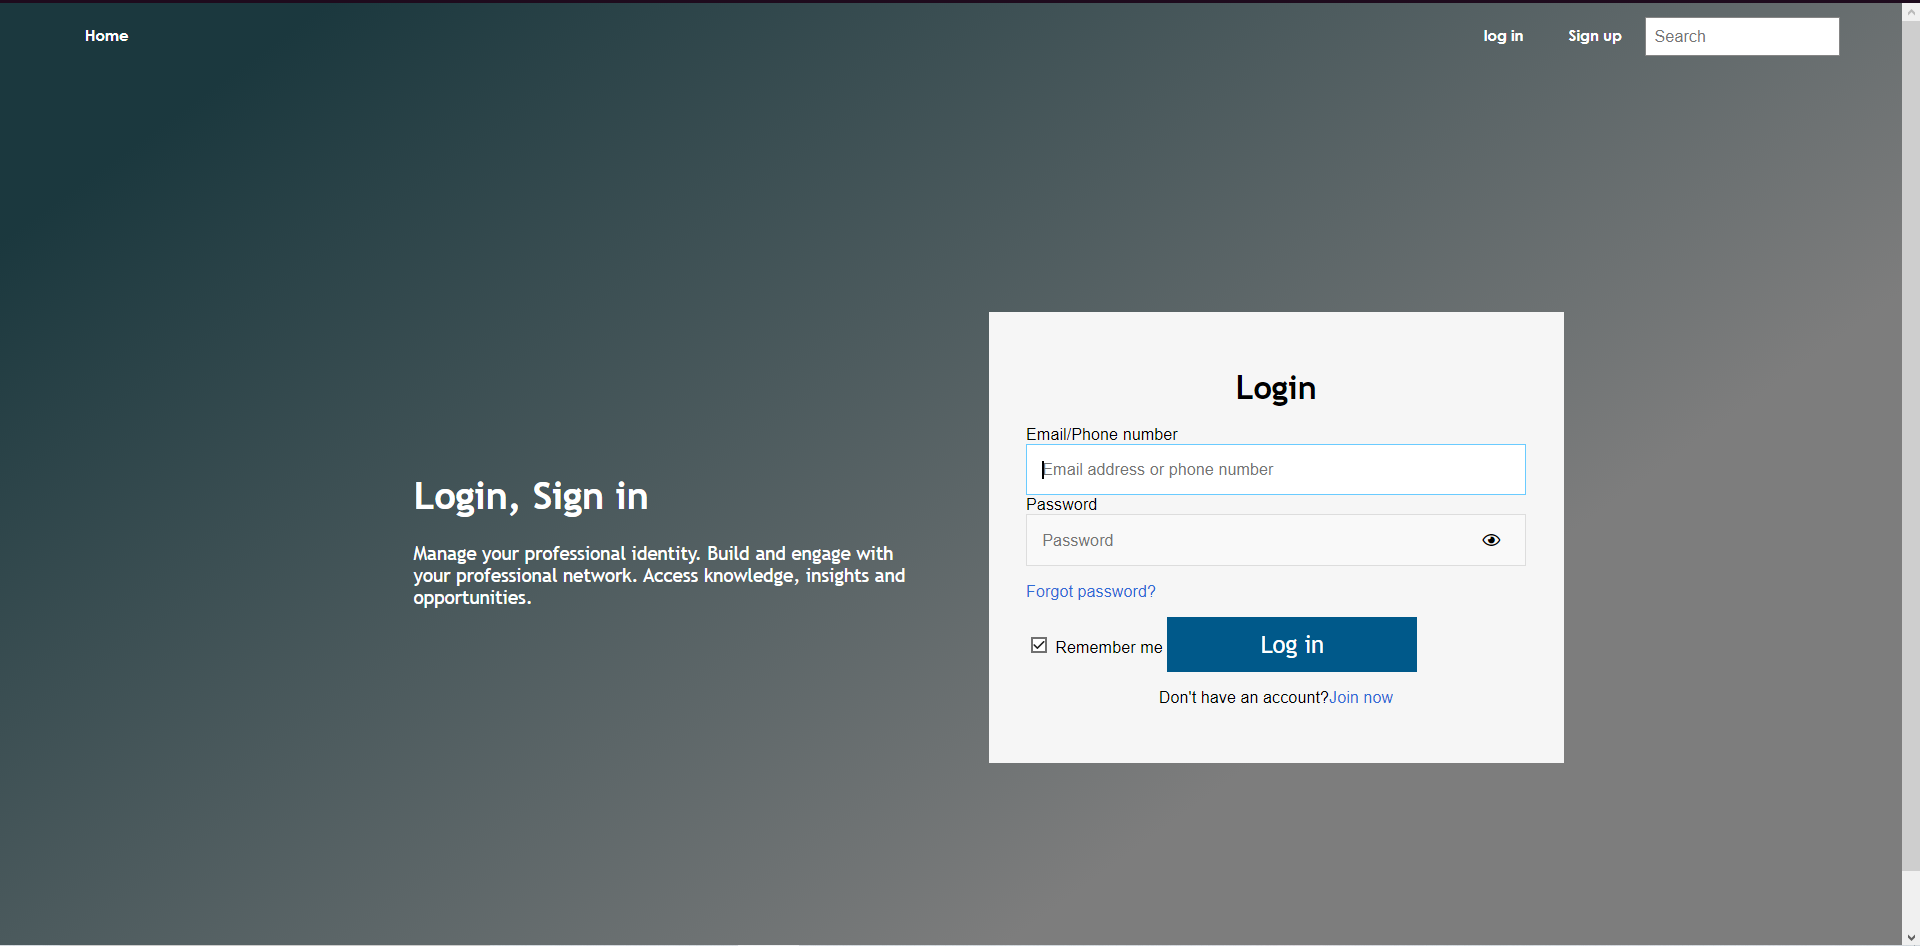 Home
log in
Sign up
Search
Login, Sign in
Manage your professional identity. Build and engage with
your professional network. Access knowledge, insights and
opportunities.
Login
Email/Phone number
Email address or phone number
Password
Password
Forgot password?
Remember me
Log in
Don't have an account?Join now